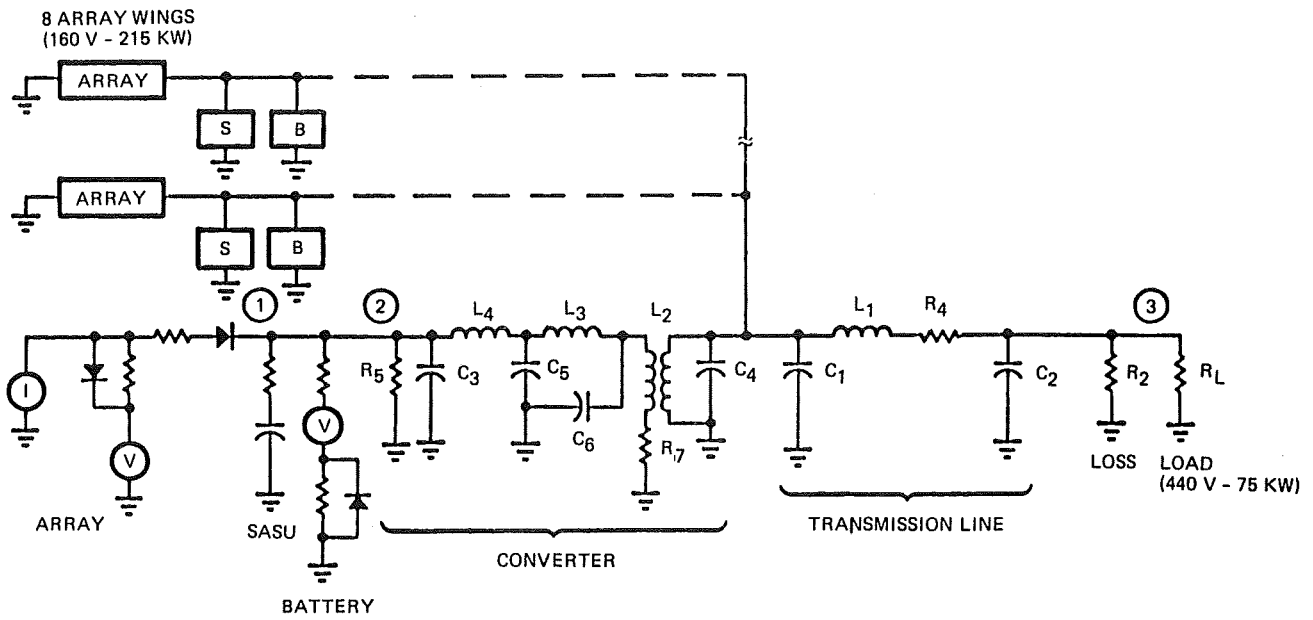 8 ARRAY WINGS
(160 V - 215 KW)
ARRAY
S
B
ARRAY
S
B
1
2
3
L4
L3
L2
L1
R4
R5
C3
C5
C4
C1
C2
R2
RL
I
V
V
C6
R7
LOSS
LOAD
(440 V - 75 KW)
ARRAY
SASU
TRANSMISSION LINE
CONVERTER
BATTERY